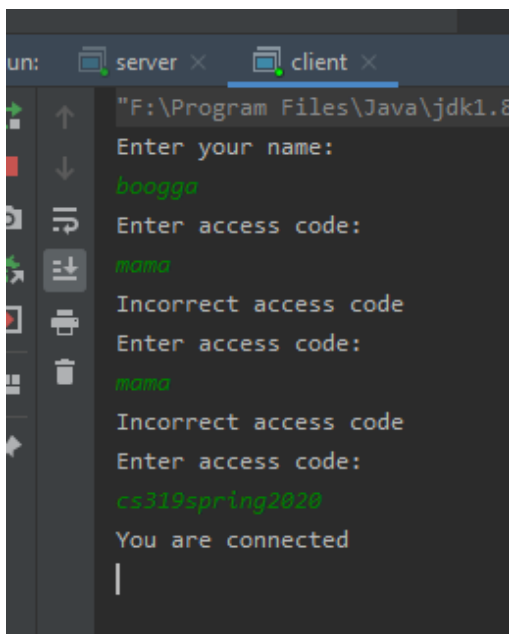 un: server × client ×
"F:\Program Files\Java\jdk1.8
Enter your name:
boogga
Enter access code:
mama
Incorrect access code
Enter access code:
mama
Incorrect access code
Enter access code:
cs319spring2020
You are connected